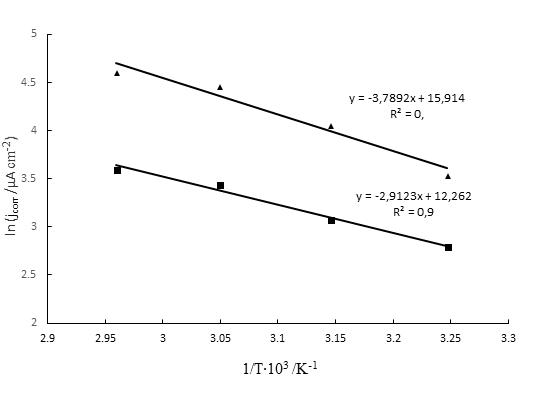 5
4.5
4
3.5
3
2.5
2
ln (jcorr /µA cm-2)
y = -3,7892x + 15,914
R² = 0,
y = -2,9123x + 12,262
R² = 0,9
2.9 2.95 3 3.05 3.1 3.15 3.2 3.25 3.3
1/T·10³ /K-1